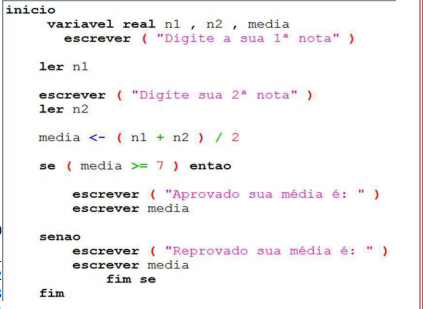 inicio
variavel real n1 , n2 , media
escrever ( "Digite a sua 1ª nota" )
ler n1
escrever ( "Digite sua 2ª nota" )
ler n2
media <- ( n1 + n2 ) / 2
se ( media >= 7 ) entao
escrever ( "Aprovado sua média é: " )
escrever media
senao
escrever ( "Reprovado sua média é: " )
escrever media
fim se
fim